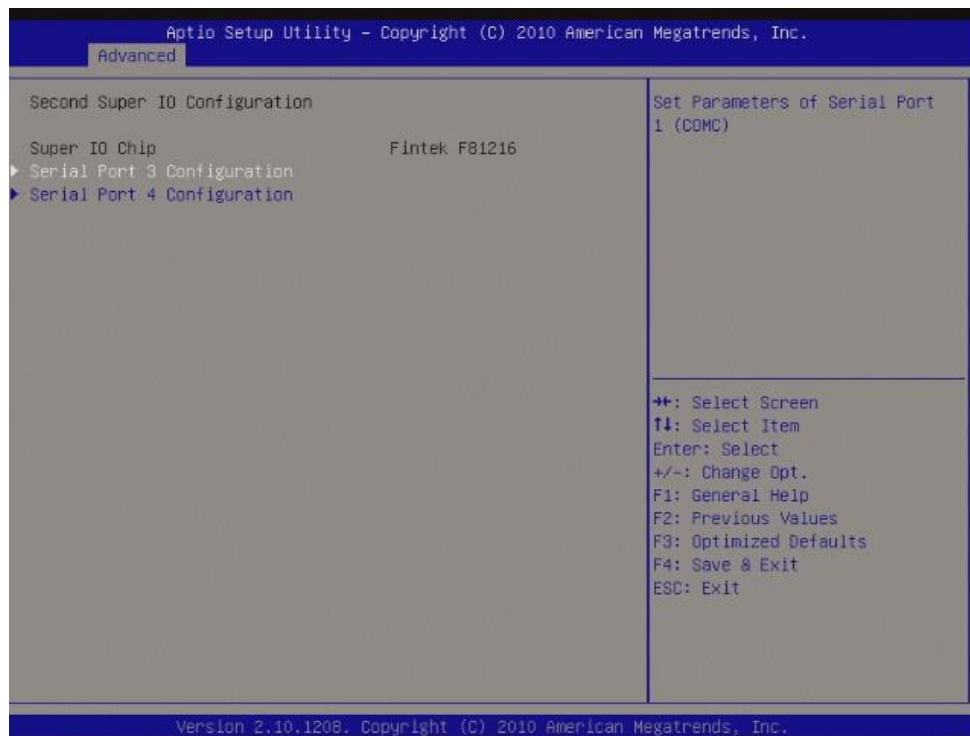 Aptio Setup Utility – Copyright (C) 2010 American Megatrends, Inc.
Advanced
Second Super IO Configuration
Super IO Chip Fintek F81216
Serial Port 3 Configuration
Serial Port 4 Configuration
Set Parameters of Serial Port
1 (COMC)
→←: Select Screen
↑↓: Select Item
Enter: Select
+/-: Change Opt.
F1: General Help
F2: Previous Values
F3: Optimized Defaults
F4: Save & Exit
ESC: Exit
Version 2.10.1208. Copyright (C) 2010 American Megatrends, Inc.